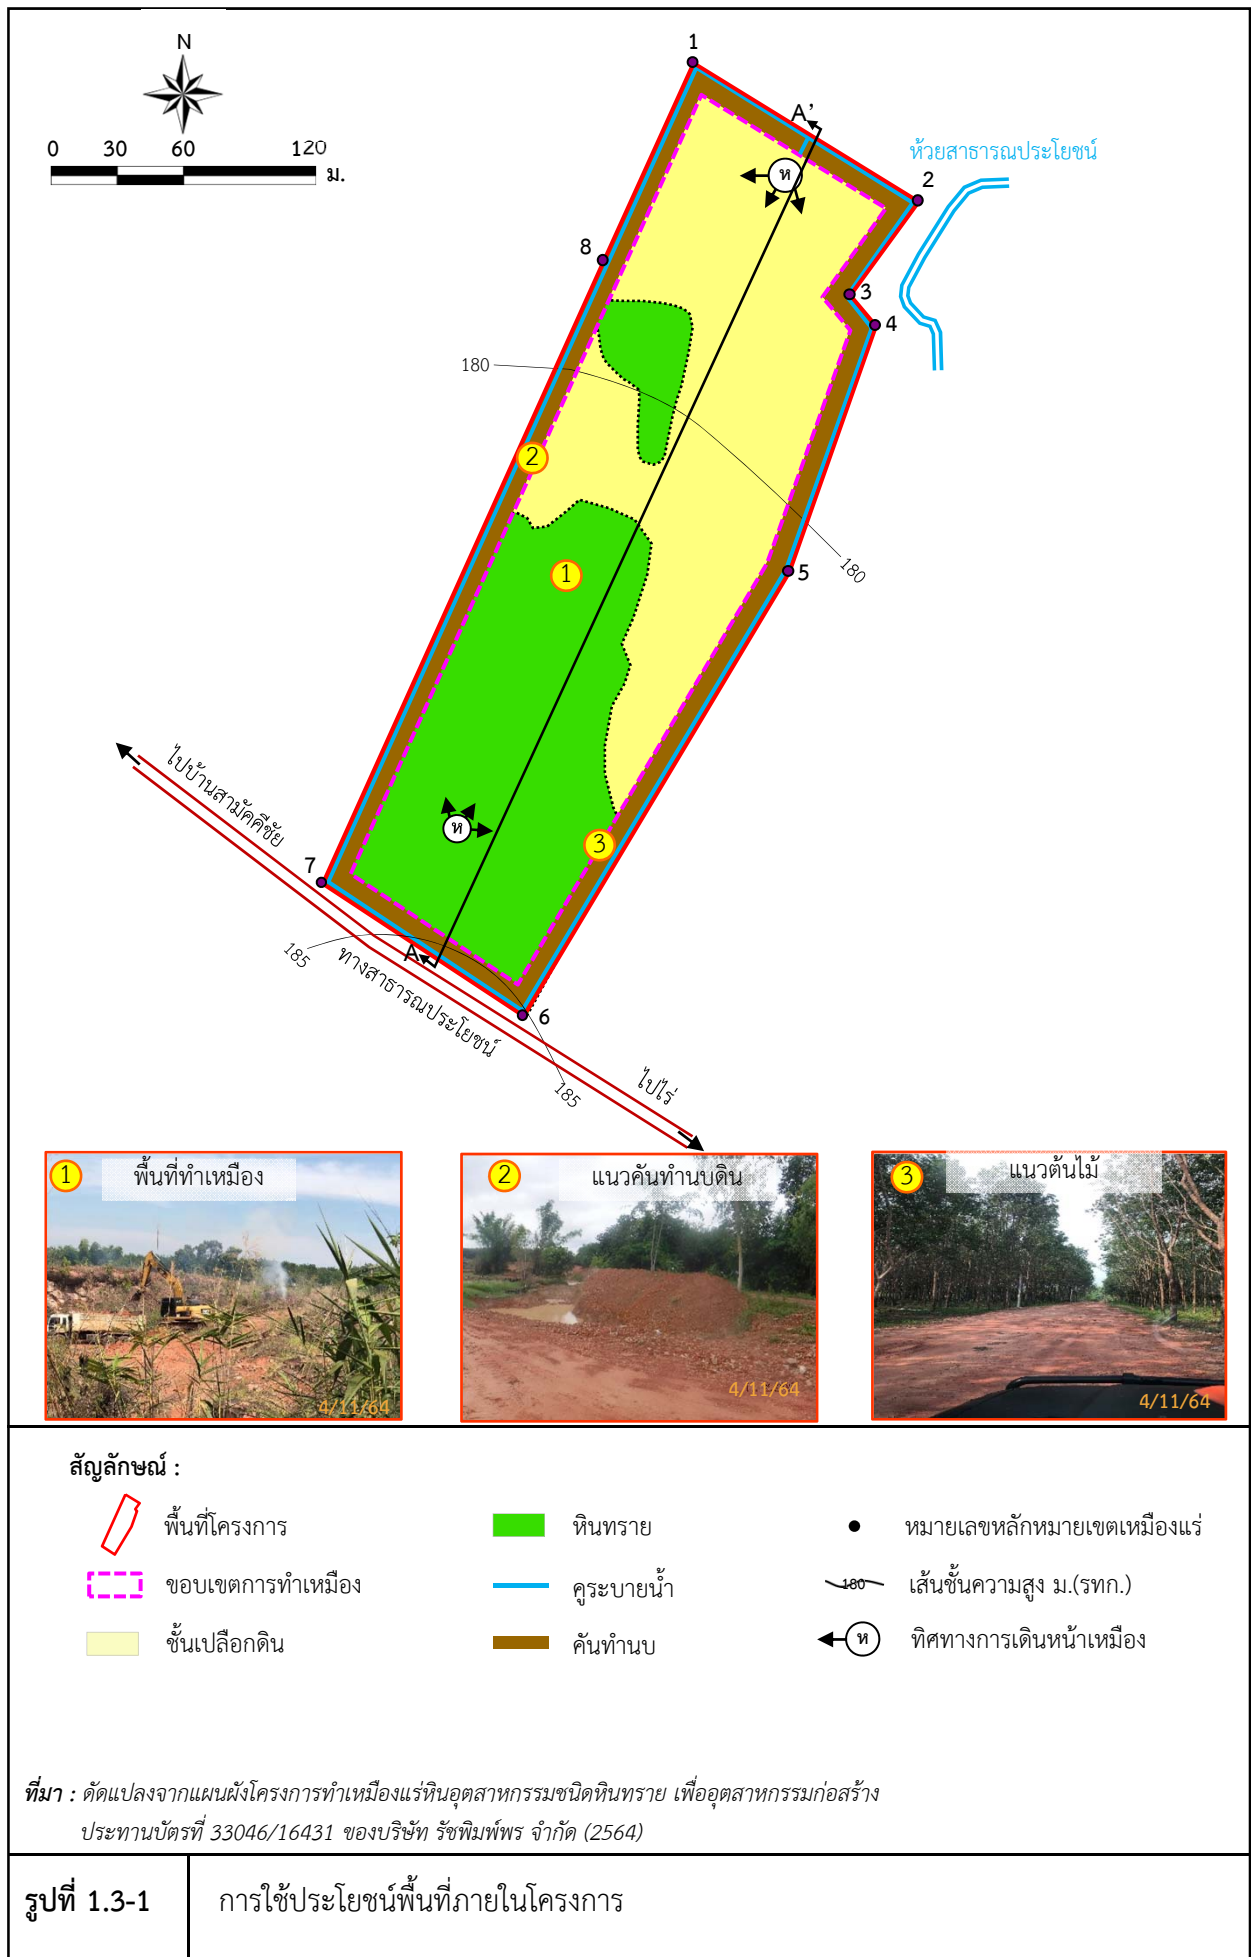 N
0 30 60 120 ม.
1
A'
ห้วยสาธารณประโยชน์
ห
2
8
3
4
180
2
1
5
180
ไปบ้านสามัคคีชัย
ห
3
7
185
A
ทางสาธารณประโยชน์
6
185
ไปไร่
1 พื้นที่ทำเหมือง
4/11/64
2 แนวคันทำนบดิน
4/11/64
3 แนวต้นไม้
4/11/64
สัญลักษณ์ :
พื้นที่โครงการ
หินทราย
หมายเลขหลักหมายเขตเหมืองแร่
ขอบเขตการทำเหมือง
คูระบายน้ำ
180 เส้นชั้นความสูง ม.(รทก.)
ชั้นเปลือกดิน
คันทำนบ
ห ทิศทางการเดินหน้าเหมือง
ที่มา : ดัดแปลงจากแผนผังโครงการทำเหมืองแร่หินอุตสาหกรรมชนิดหินทราย เพื่ออุตสาหกรรมก่อสร้าง
ประทานบัตรที่ 33046/16431 ของบริษัท รัชพิมพ์พร จำกัด (2564)
รูปที่ 1.3-1 การใช้ประโยชน์พื้นที่ภายในโครงการ